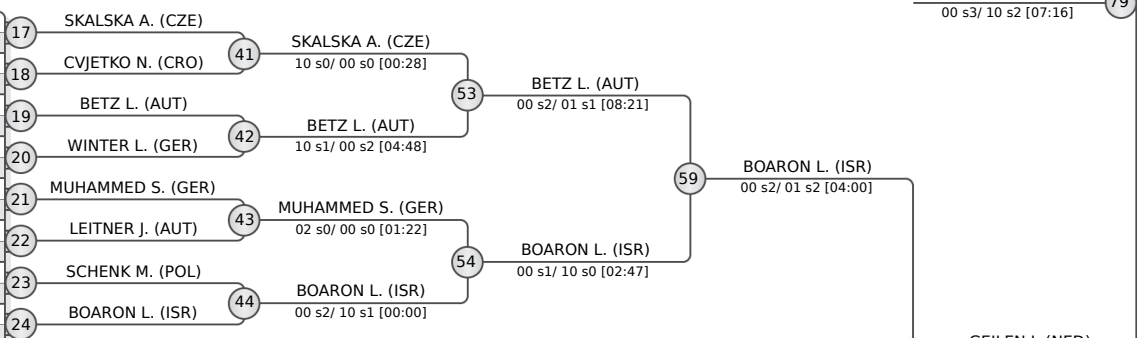 79
00 s3/ 10 s2 [07:16]
17
SKALSKA A. (CZE)
18
CVJETKO N. (CRO)
41
SKALSKA A. (CZE)
10 s0/ 00 s0 [00:28]
19
BETZ L. (AUT)
20
WINTER L. (GER)
42
BETZ L. (AUT)
10 s1/ 00 s2 [04:48]
53
BETZ L. (AUT)
00 s2/ 01 s1 [08:21]
21
MUHAMMED S. (GER)
22
LEITNER J. (AUT)
43
MUHAMMED S. (GER)
02 s0/ 00 s0 [01:22]
23
SCHENK M. (POL)
24
BOARON L. (ISR)
44
BOARON L. (ISR)
00 s2/ 10 s1 [00:00]
54
BOARON L. (ISR)
00 s1/ 10 s0 [02:47]
59
BOARON L. (ISR)
00 s2/ 01 s2 [04:00]